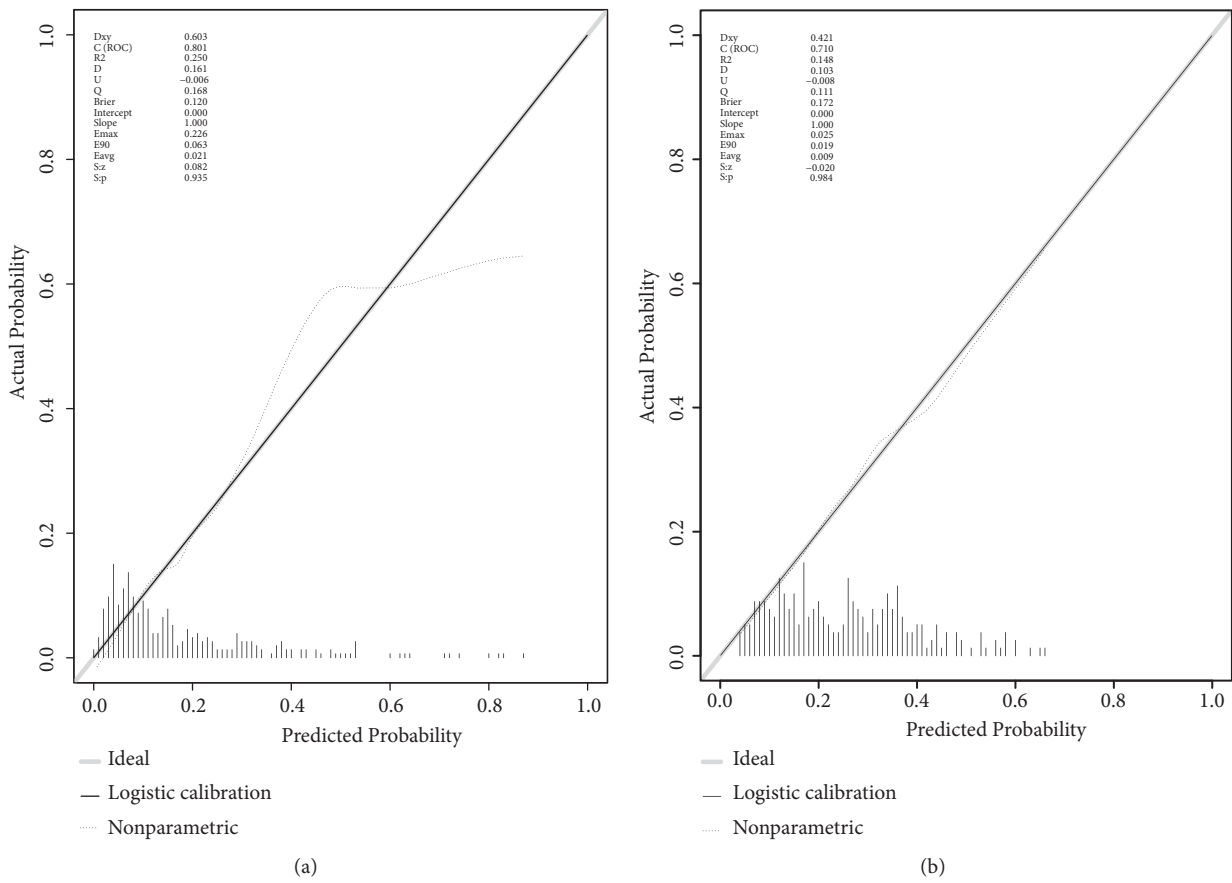 Dxy 0.603
C (ROC) 0.801
R2 0.250
D 0.161
U −0.006
Q 0.168
Brier 0.120
Intercept 0.000
Slope 1.000
Emax 0.226
E90 0.063
Eavg 0.021
S:z 0.082
S:p 0.935
Actual Probability
1.0
0.8
0.6
0.4
0.2
0.0
0.0 0.2 0.4 0.6 0.8 1.0
Predicted Probability
Ideal
Logistic calibration
Nonparametric
(a)
Dxy 0.421
C (ROC) 0.710
R2 0.148
D 0.103
U −0.008
Q 0.111
Brier 0.172
Intercept 0.000
Slope 1.000
Emax 0.025
E90 0.019
Eavg 0.009
S:z −0.020
S:p 0.984
Actual Probability
1.0
0.8
0.6
0.4
0.2
0.0
0.0 0.2 0.4 0.6 0.8 1.0
Predicted Probability
Ideal
Logistic calibration
Nonparametric
(b)